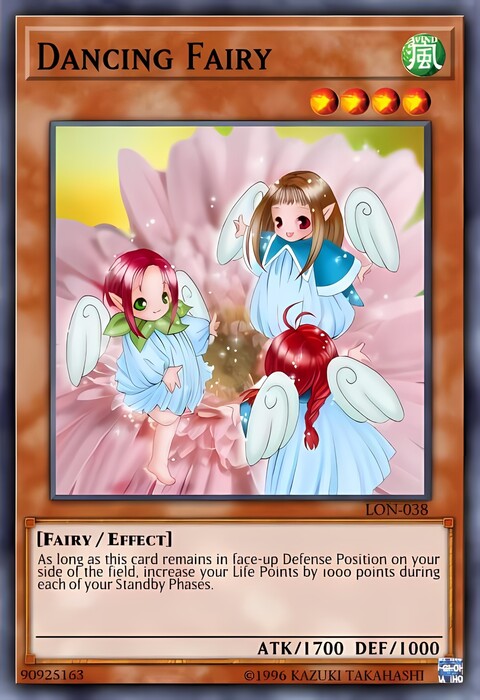 DANCING FAIRY
WIND
風
LON-038
[FAIRY / EFFECT]
As long as this card remains in face-up Defense Position on your
side of the field, increase your Life Points by 1000 points during
each of your Standby Phases.
ATK/1700 DEF/1000
90925163
©1996 KAZUKI TAKAHASHI